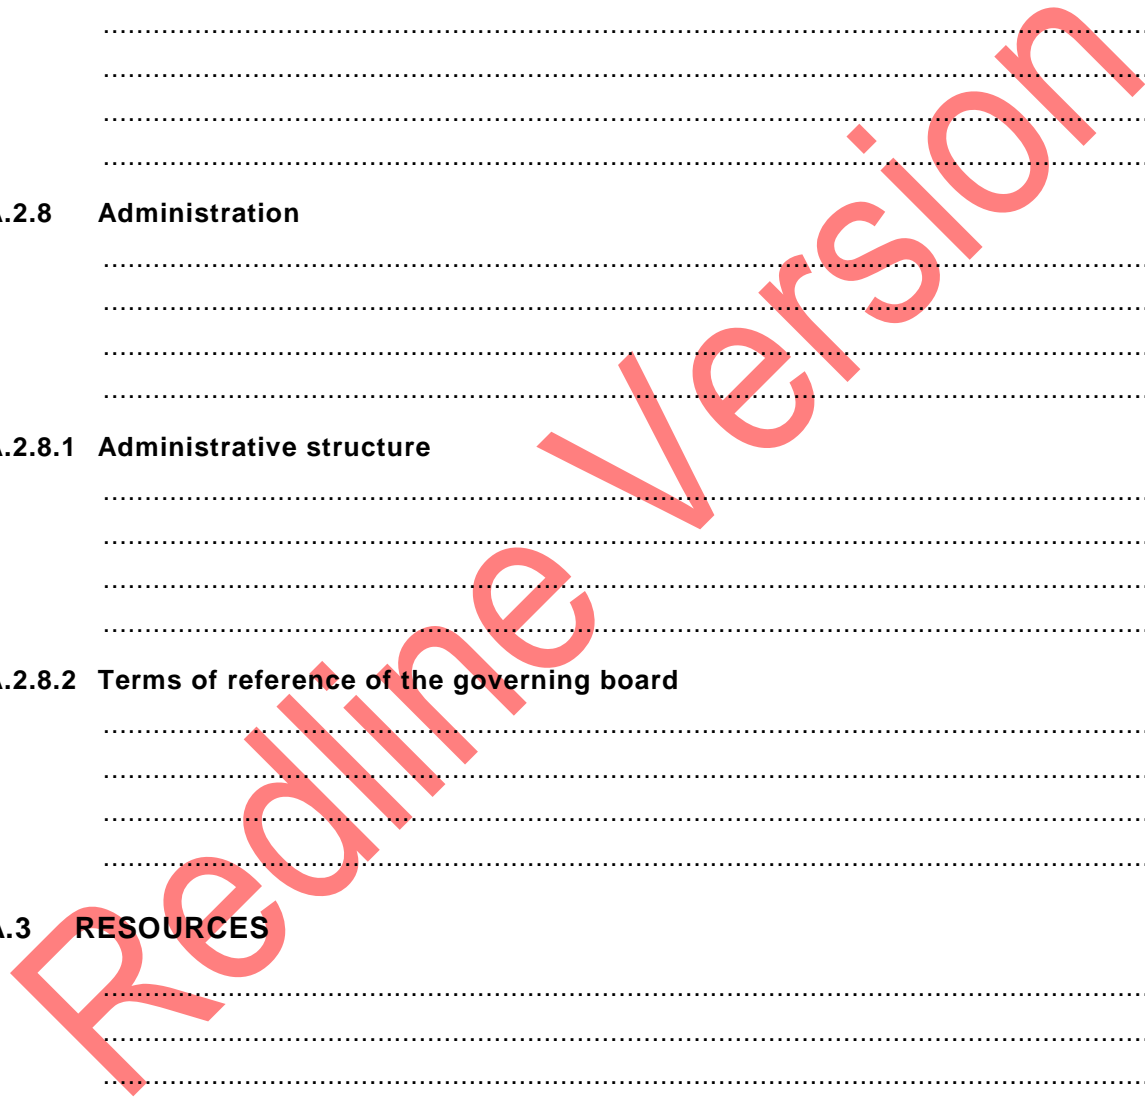 .2.8 Administration
.2.8.1 Administrative structure
.2.8.2 Terms of reference of the governing board
.3 RESOURCES
Redline Version